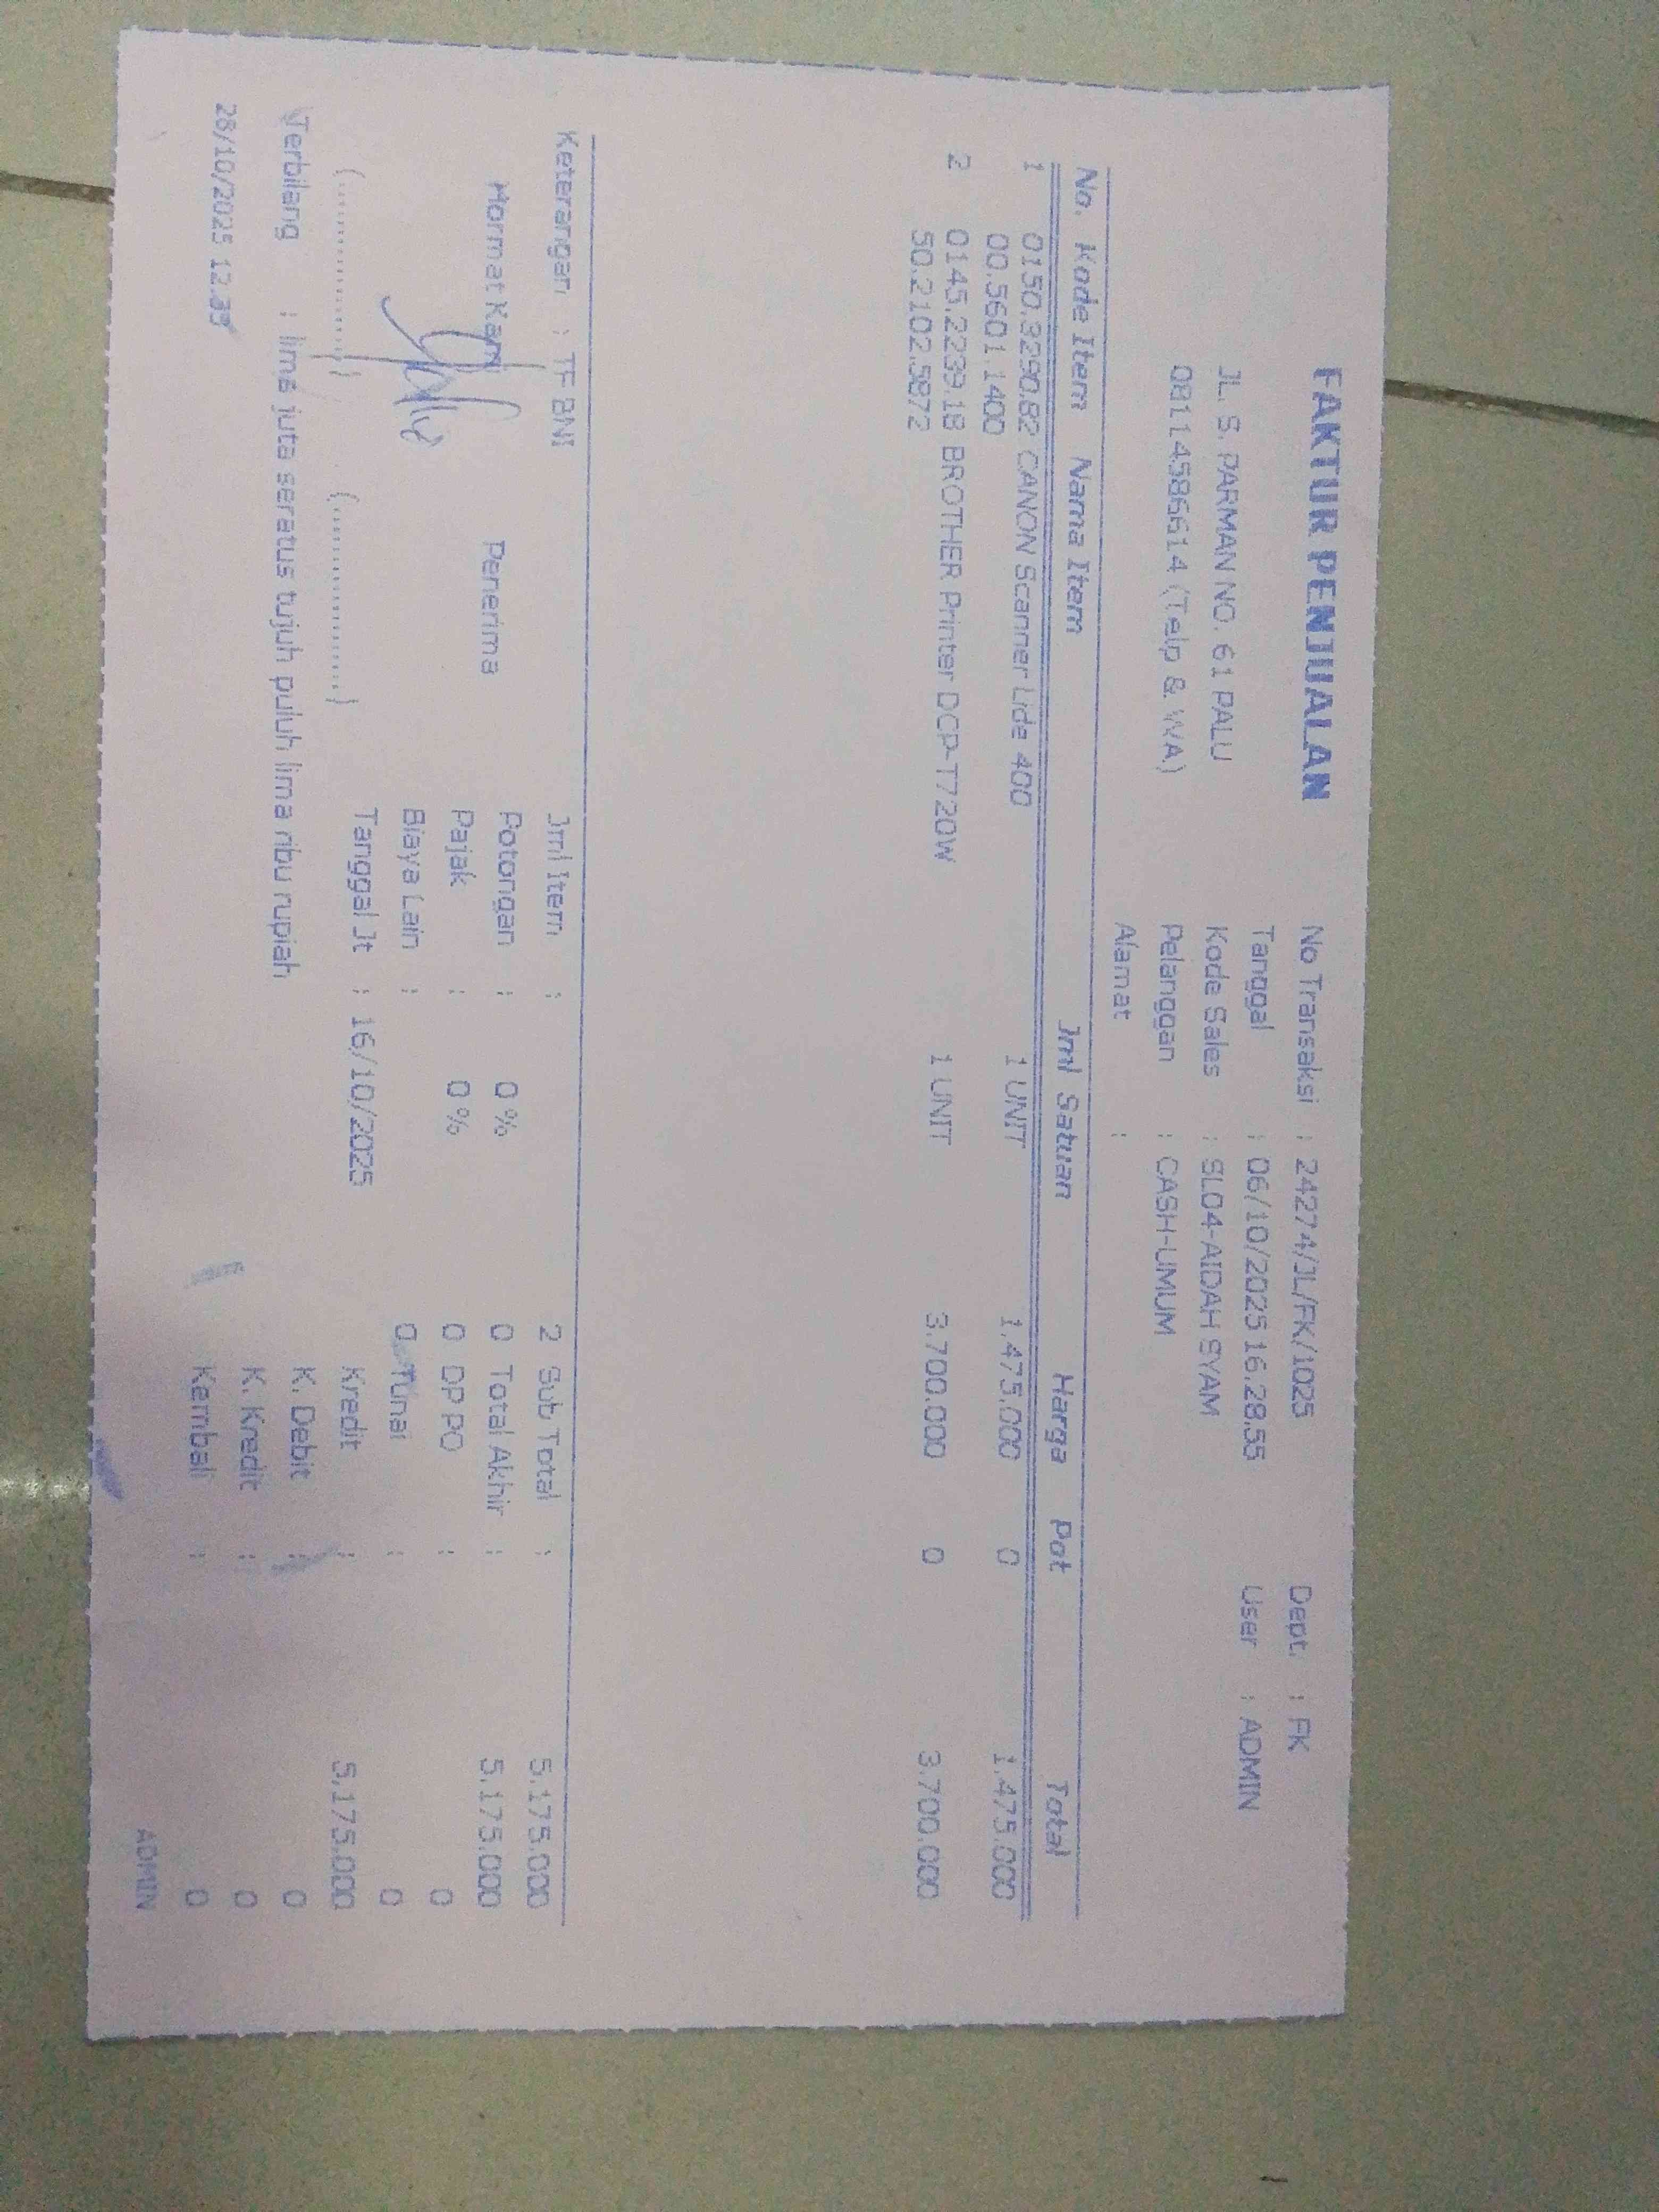 FAKTUR PENJUALAN
JL. S. PARMAN NO. 61 PALU
08114586614 (Telp & WA)
No Transaksi : 24274/JL/FK/1025
Tanggal : 06/10/2025 16.28.55
Kode Sales : SL04-AIDAH SYAM
Pelanggan : CASH-UMUM
Alamat :
Dept. : FK
User : ADMIN
No. Kode Item Nama Item Jml Satuan Harga Pot Total
1 0150.3290.82 CANON Scanner Lide 400 1 UNIT 1.475.000 0 1.475.000
00.5601.1400
2 0145.2239.18 BROTHER Printer DCP-T720W 1 UNIT 3.700.000 0 3.700.000
50.2102.5872
Keterangan : TF BNI
Hormat Kami Penerima
(..............) (..............)
Jml Item : 2
Potongan : 0 % 0
Pajak : 0 % 0
Biaya Lain : 0
Tanggal Jt : 16/10/2025
Sub Total : 5.175.000
Total Akhir : 5.175.000
DP PO : 0
Tunai : 0
Kredit : 5.175.000
K. Debit : 0
K. Kredit : 0
Kembali : 0
Terbilang : lima juta seratus tujuh puluh lima ribu rupiah
28/10/2025
ADMIN